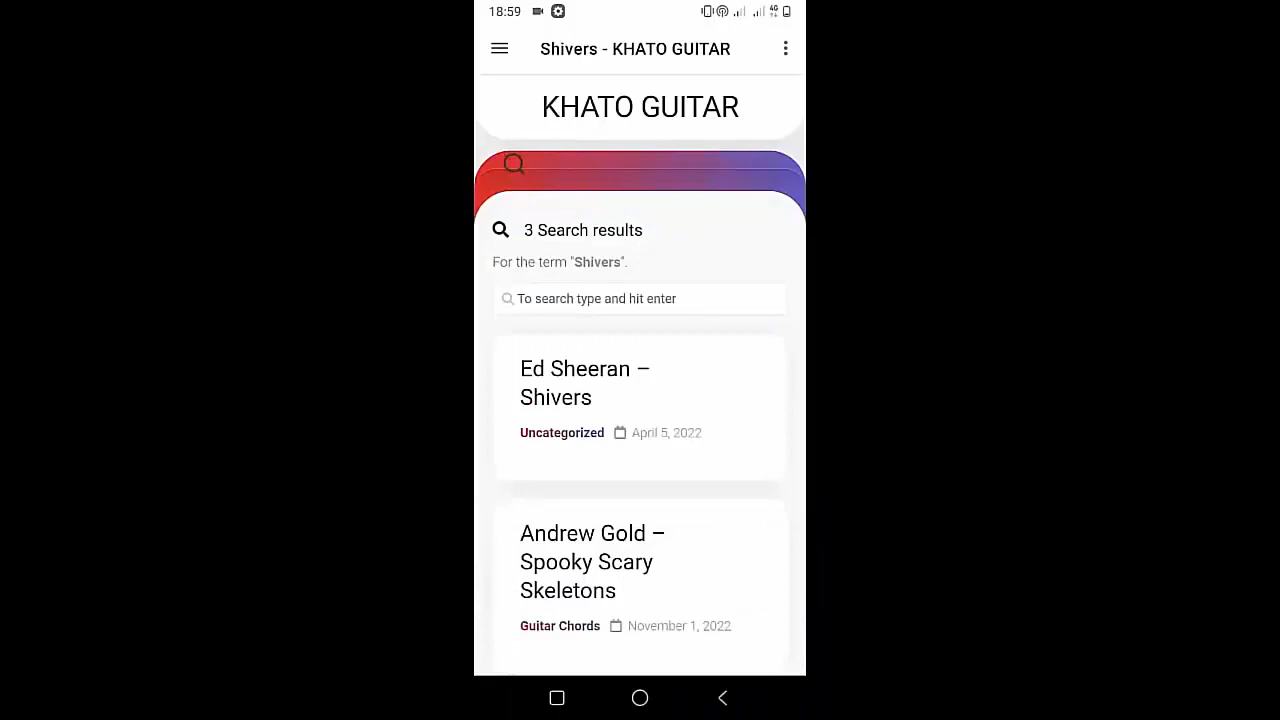 18:59
4G
Shivers - KHATO GUITAR
KHATO GUITAR
3 Search results
For the term "Shivers".
To search type and hit enter
Ed Sheeran –
Shivers
Uncategorized April 5, 2022
Andrew Gold –
Spooky Scary
Skeletons
Guitar Chords November 1, 2022